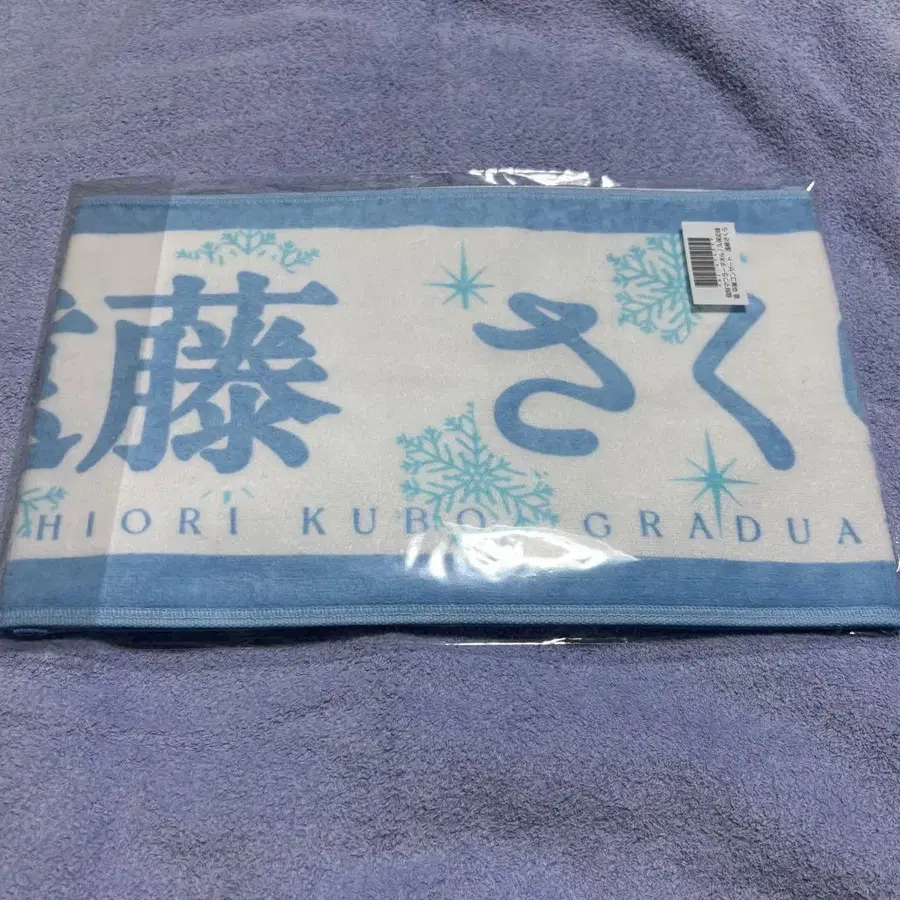 藤 さく
HIORI KUBO GRADUA